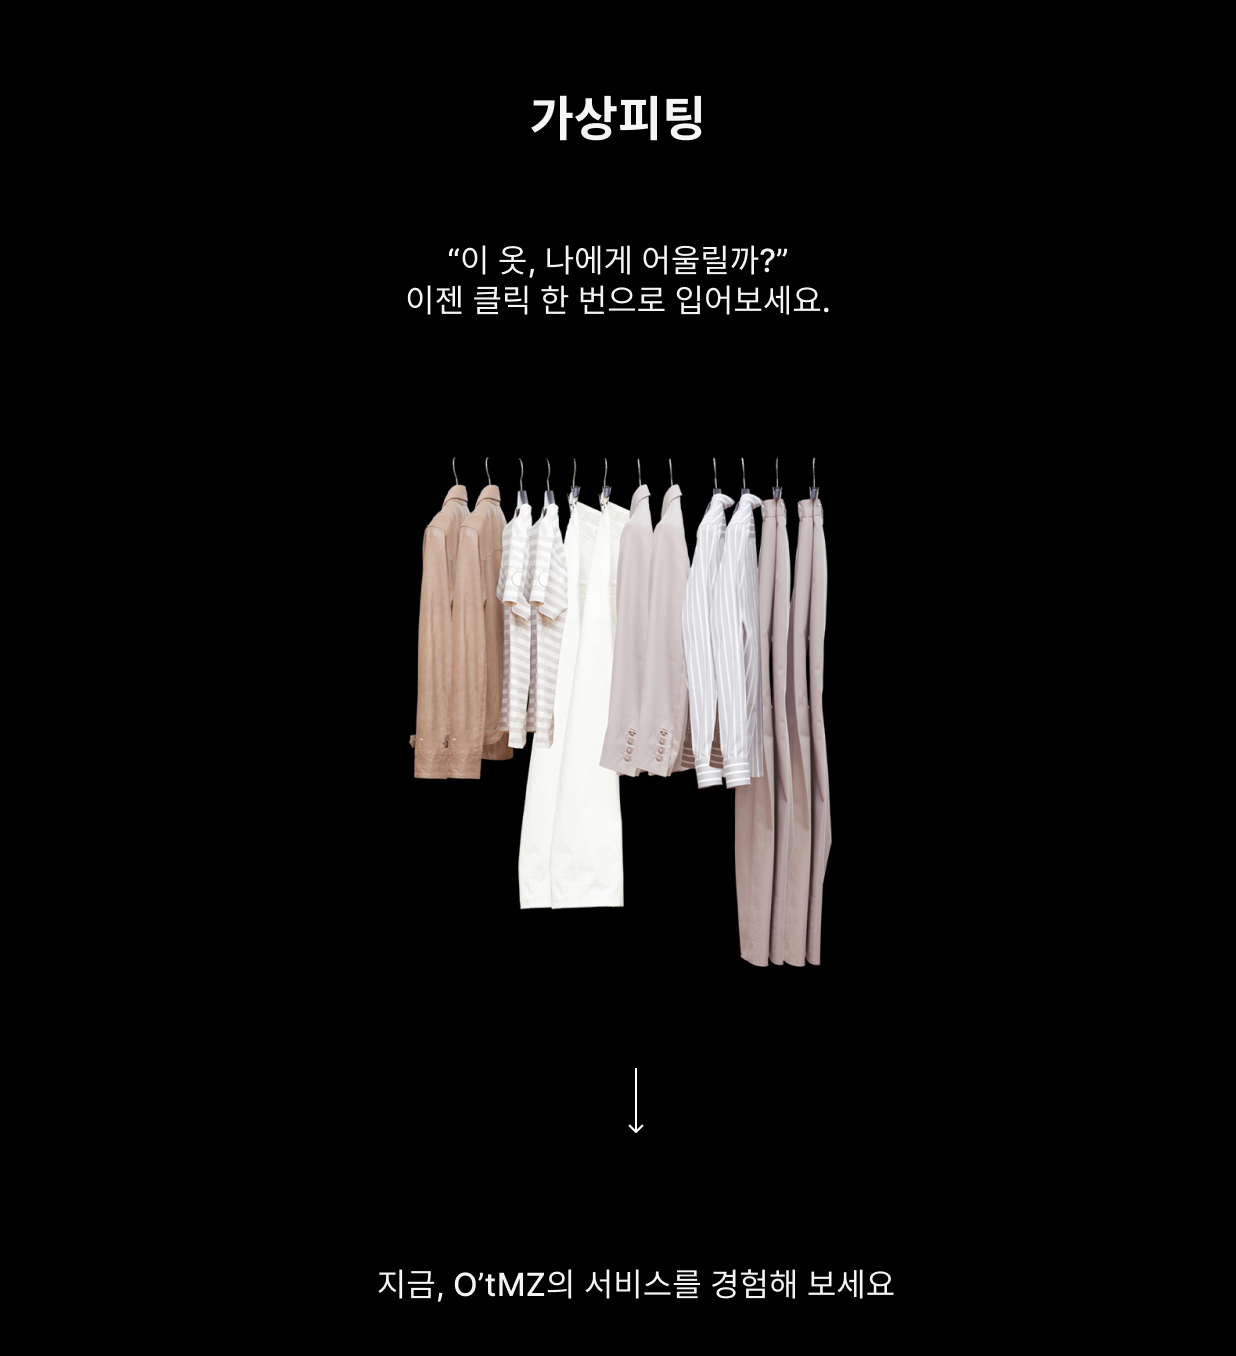 가상피팅
“이 옷, 나에게 어울릴까?”
이젠 클릭 한 번으로 입어보세요.
지금, O’tMZ의 서비스를 경험해 보세요